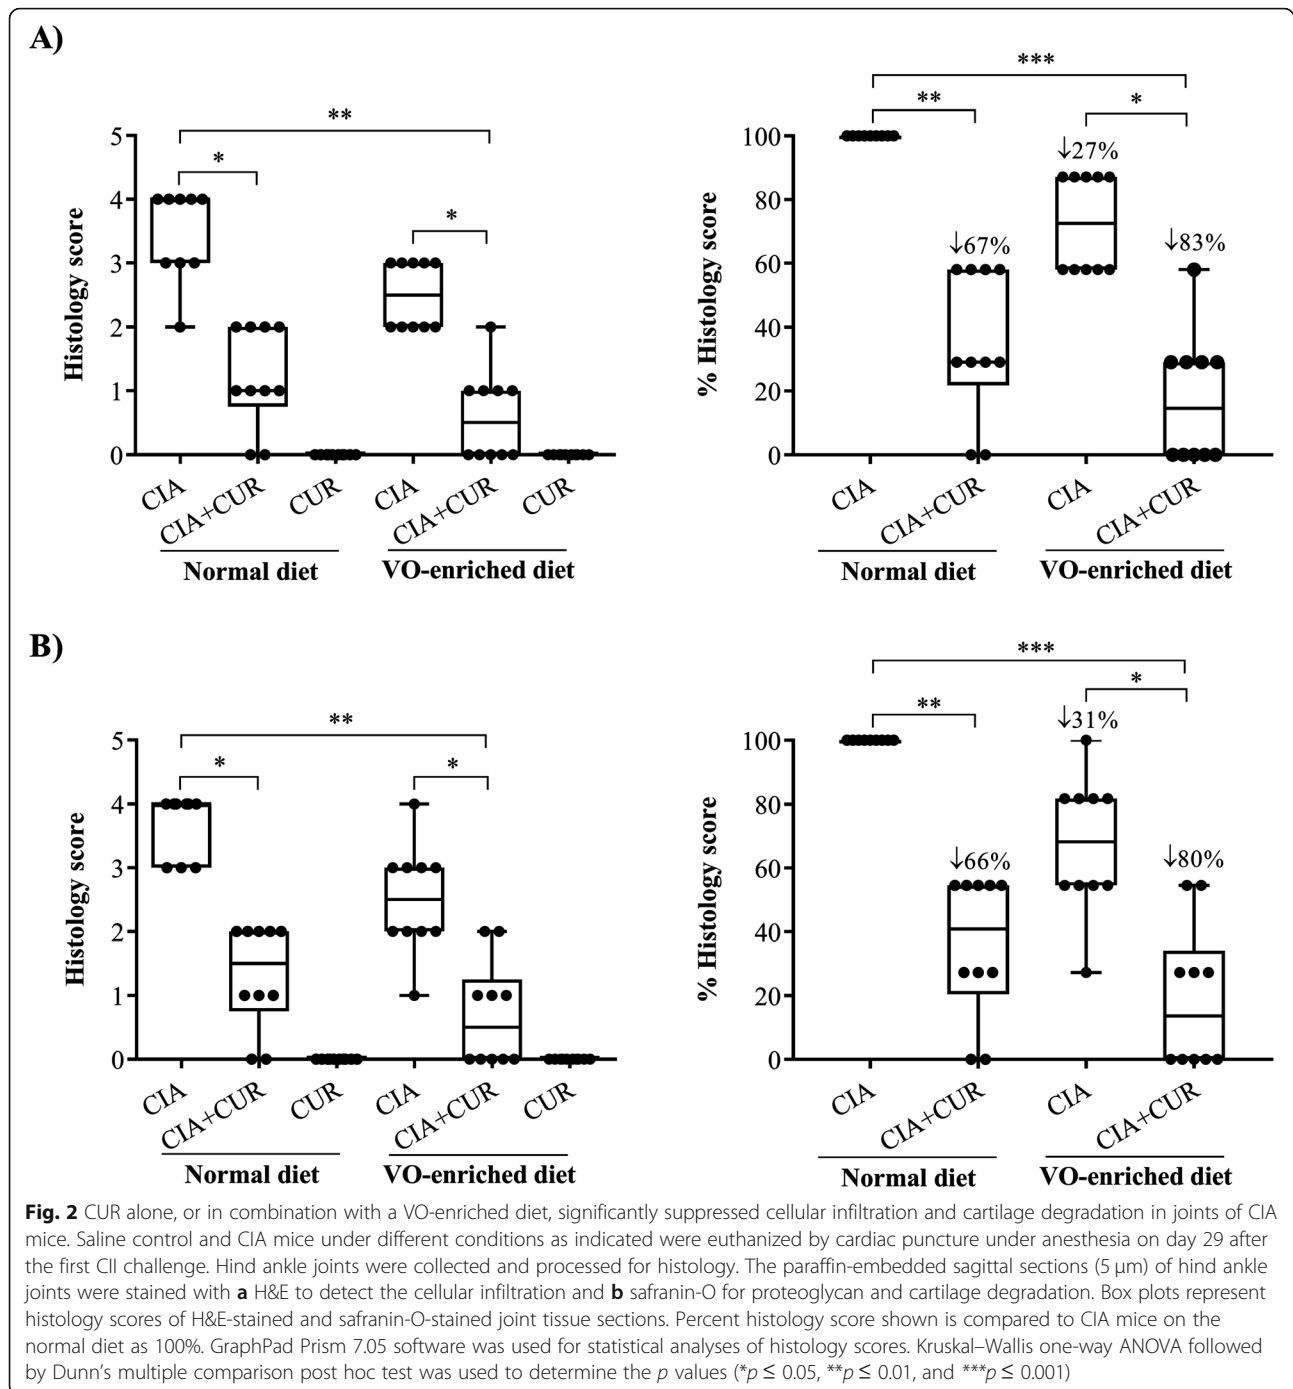 A)
**
*
*
5
4
3
2
1
0
Histology score
CIA
CIA+CUR
CUR
CIA
CIA+CUR
CUR
Normal diet
VO-enriched diet
***
**
*
↓27%
↓67%
↓83%
100
80
60
40
20
0
% Histology score
CIA
CIA+CUR
CIA
CIA+CUR
Normal diet
VO-enriched diet
B)
**
*
*
5
4
3
2
1
0
Histology score
CIA
CIA+CUR
CUR
CIA
CIA+CUR
CUR
Normal diet
VO-enriched diet
***
**
*
↓31%
↓66%
↓80%
100
80
60
40
20
0
% Histology score
CIA
CIA+CUR
CIA
CIA+CUR
Normal diet
VO-enriched diet
Fig. 2 CUR alone, or in combination with a VO-enriched diet, significantly suppressed cellular infiltration and cartilage degradation in joints of CIA
mice. Saline control and CIA mice under different conditions as indicated were euthanized by cardiac puncture under anesthesia on day 29 after
the first CII challenge. Hind ankle joints were collected and processed for histology. The paraffin-embedded sagittal sections (5 μm) of hind ankle
joints were stained with a H&E to detect the cellular infiltration and b safranin-O for proteoglycan and cartilage degradation. Box plots represent
histology scores of H&E-stained and safranin-O-stained joint tissue sections. Percent histology score shown is compared to CIA mice on the
normal diet as 100%. GraphPad Prism 7.05 software was used for statistical analyses of histology scores. Kruskal–Wallis one-way ANOVA followed
by Dunn's multiple comparison post hoc test was used to determine the p values (*p ≤ 0.05, **p ≤ 0.01, and ***p ≤ 0.001)